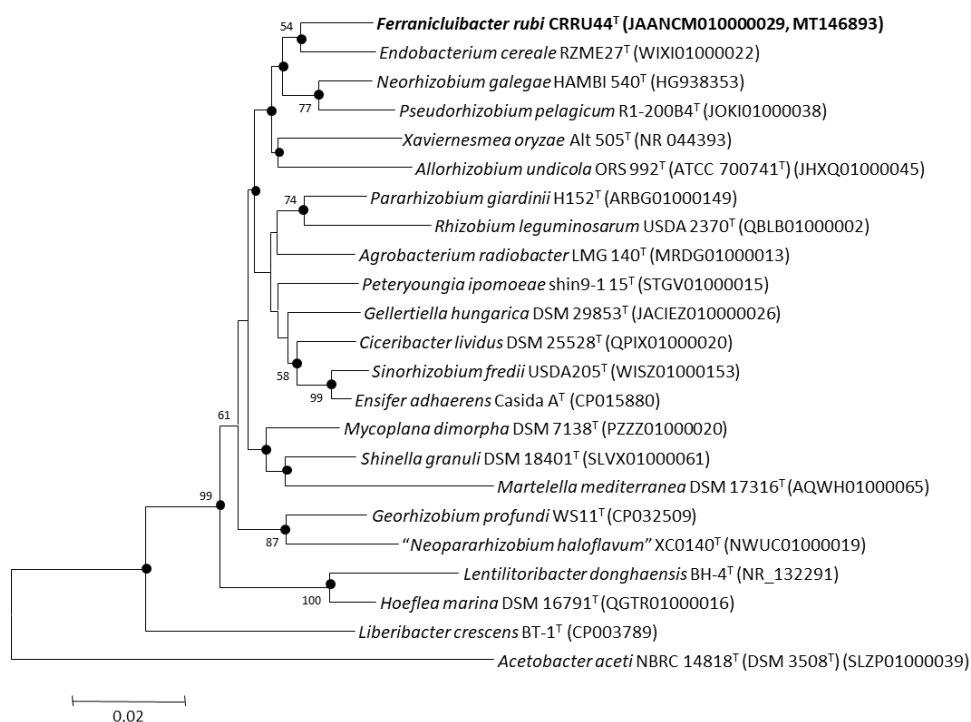 54
Ferranicluibacter rubi CRRU44ᵀ (JAANCM010000029, MT146893)
Endobacterium cereale RZME27ᵀ (WIXI01000022)
Neorhizobium galegae HAMBI 540ᵀ (HG938353)
77
Pseudorhizobium pelagicum R1-200B4ᵀ (JOKI01000038)
Xaviernesmea oryzae Alt 505ᵀ (NR 044393)
Allorhizobium undicola ORS 992ᵀ (ATCC 700741ᵀ) (JHXQ01000045)
74
Pararhizobium giardinii H152ᵀ (ARBG01000149)
Rhizobium leguminosarum USDA 2370ᵀ (QBLB01000002)
Agrobacterium radiobacter LMG 140ᵀ (MRDG01000013)
Peteryoungia ipomoeae shin9-1 15ᵀ (STGV01000015)
Gellertiella hungarica DSM 29853ᵀ (JACIEZ010000026)
Ciceribacter lividus DSM 25528ᵀ (QPIX01000020)
58
Sinorhizobium fredii USDA205ᵀ (WISZ01000153)
99
Ensifer adhaerens Casida Aᵀ (CP015880)
61
Mycoplana dimorpha DSM 7138ᵀ (PZZZ01000020)
Shinella granuli DSM 18401ᵀ (SLVX01000061)
Martelella mediterranea DSM 17316ᵀ (AQWH01000065)
99
Georhizobium profundi WS11ᵀ (CP032509)
87
“Neopararhizobium haloflavum” XC0140ᵀ (NWUC01000019)
Lentilitoribacter donghaensis BH-4ᵀ (NR_132291)
100
Hoeflea marina DSM 16791ᵀ (QGTR01000016)
Liberibacter crescens BT-1ᵀ (CP003789)
Acetobacter aceti NBRC 14818ᵀ (DSM 3508ᵀ) (SLZP01000039)
0.02